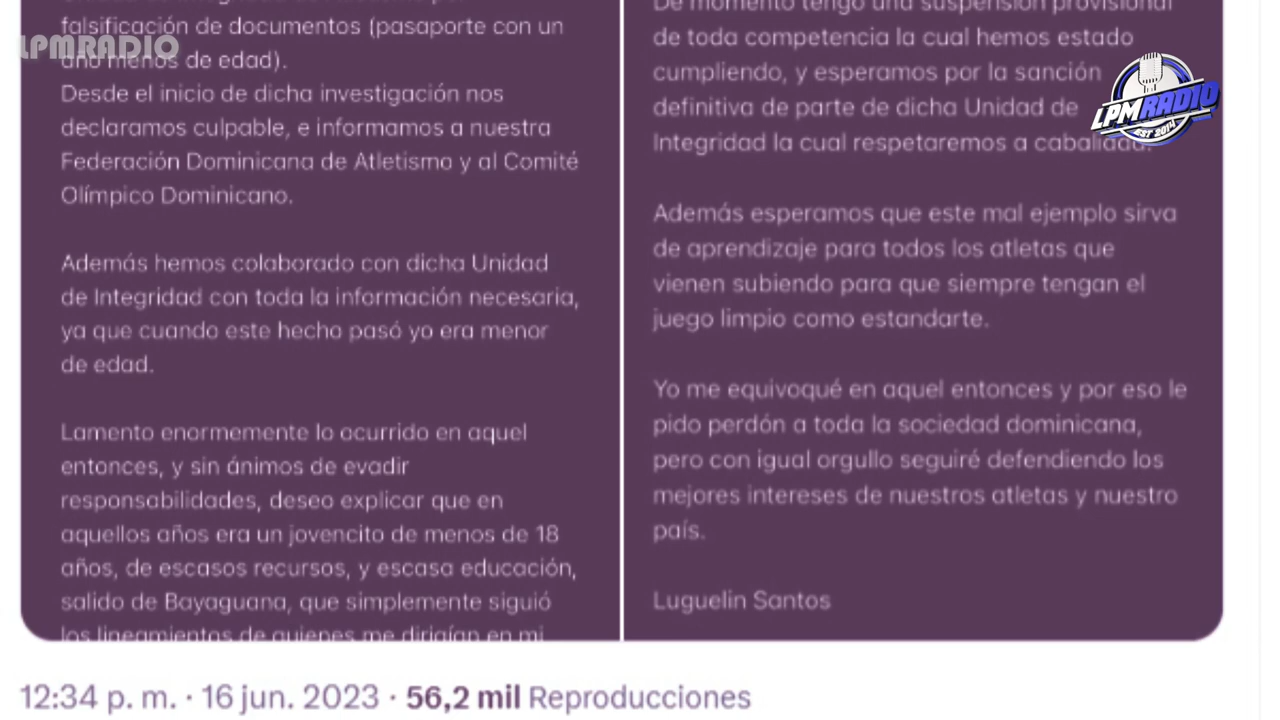 LPMRADIO
falsificación de documentos (pasaporte con un
año menos de edad).
Desde el inicio de dicha investigación nos
declaramos culpable, e informamos a nuestra
Federación Dominicana de Atletismo y al Comité
Olímpico Dominicano.
Además hemos colaborado con dicha Unidad
de Integridad con toda la información necesaria,
ya que cuando este hecho pasó yo era menor
de edad.
Lamento enormemente lo ocurrido en aquel
entonces, y sin ánimos de evadir
responsabilidades, deseo explicar que en
aquellos años era un jovencito de menos de 18
años, de escasos recursos, y escasa educación,
salido de Bayaguana, que simplemente siguió
los lineamientos de quienes me dirigían en mi
De momento tengo una suspensión provisional
de toda competencia la cual hemos estado
cumpliendo, y esperamos por la sanción
definitiva de parte de dicha Unidad de
Integridad la cual respetaremos a cabalidad.
Además esperamos que este mal ejemplo sirva
de aprendizaje para todos los atletas que
vienen subiendo para que siempre tengan el
juego limpio como estandarte.
Yo me equivoqué en aquel entonces y por eso le
pido perdón a toda la sociedad dominicana,
pero con igual orgullo seguiré defendiendo los
mejores intereses de nuestros atletas y nuestro
país.
Luguelin Santos
LPMRADIO
EST 2014
12:34 p. m. · 16 jun. 2023 · 56,2 mil Reproducciones